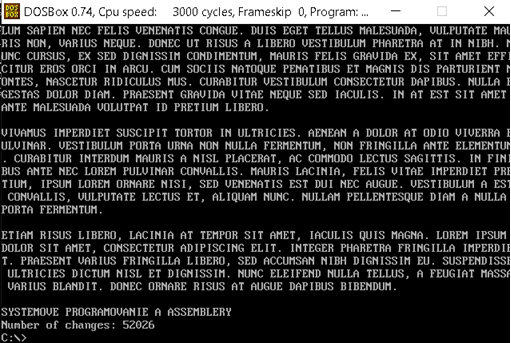 DOSBox 0.74, Cpu speed: 3000 cycles, Frameskip 0, Program: ...
LUM SAPIEN NEC FELIS VENENATIS CONGUE. DUIS EGET TELLUS MALESUADA, VULPUTATE MAU
RIS NON, VARIUS NEQUE. DONEC UT RISUS A LIBERO VESTIBULUM PHARETRA AT IN NIBH. N
UNC CURSUS, EX SED DIGNISSIM CONDIMENTUM, MAURIS FELIS GRAVIDA EX, SIT AMET EFFI
CITUR EROS ORCI IN ARCU. CUM SOCIIS NATOQUE PENATIBUS ET MAGNIS DIS PARTURIENT M
ONTES, NASCETUR RIDICULUS MUS. CURABITUR VESTIBULUM CONSECTETUR DAPIBUS. NULLA E
GESTAS DOLOR DIAM. PRAESENT GRAVIDA VITAE NEQUE SED IACULIS. IN AT EST SIT AMET
ANTE MALESUADA VOLUTPAT ID PRETIUM LIBERO.
VIVAMUS IMPERDIET SUSCIPIT TORTOR IN ULTRICIES. AENEAN A DOLOR AT ODIO VIVERRA P
ULVINAR. VESTIBULUM PORTA URNA NON NULLA FERMENTUM, NON FRINGILLA ANTE ELEMENTUM
. CURABITUR INTERDUM MAURIS A NISL PLACERAT, AC COMMODO LECTUS SAGITTIS. IN FINI
BUS ANTE NEC LOREM PULVINAR CONVALLIS. MAURIS LACINIA, FELIS VITAE IMPERDIET PRE
TIUM, IPSUM LOREM ORNARE NISI, SED VENENATIS EST DUI NEC AUGUE. VESTIBULUM A EST
CONVALLIS, VULPUTATE LECTUS ET, ALIQUAM NUNC. NULLAM PELLENTESQUE DIAM A NULLA
PORTA FERMENTUM.
ETIAM RISUS LIBERO, LACINIA AT TEMPOR SIT AMET, IACULIS QUIS MAGNA. LOREM IPSUM
DOLOR SIT AMET, CONSECTETUR ADIPISCING ELIT. INTEGER PHARETRA FRINGILLA IMPERDIE
T. PRAESENT VARIUS FRINGILLA LIBERO, SED ACCUMSAN NIBH DIGNISSIM EU. SUSPENDISSE
ULTRICIES DICTUM NISL ET DIGNISSIM. NUNC ELEIFEND NULLA TELLUS, A FEUGIAT MASSA
VARIUS BLANDIT. DONEC ORNARE RISUS AT AUGUE DAPIBUS BIBENDUM.
SYSTEMOVE PROGRAMOVANIE A ASSEMBLERY
Number of changes: 52026
C:\>